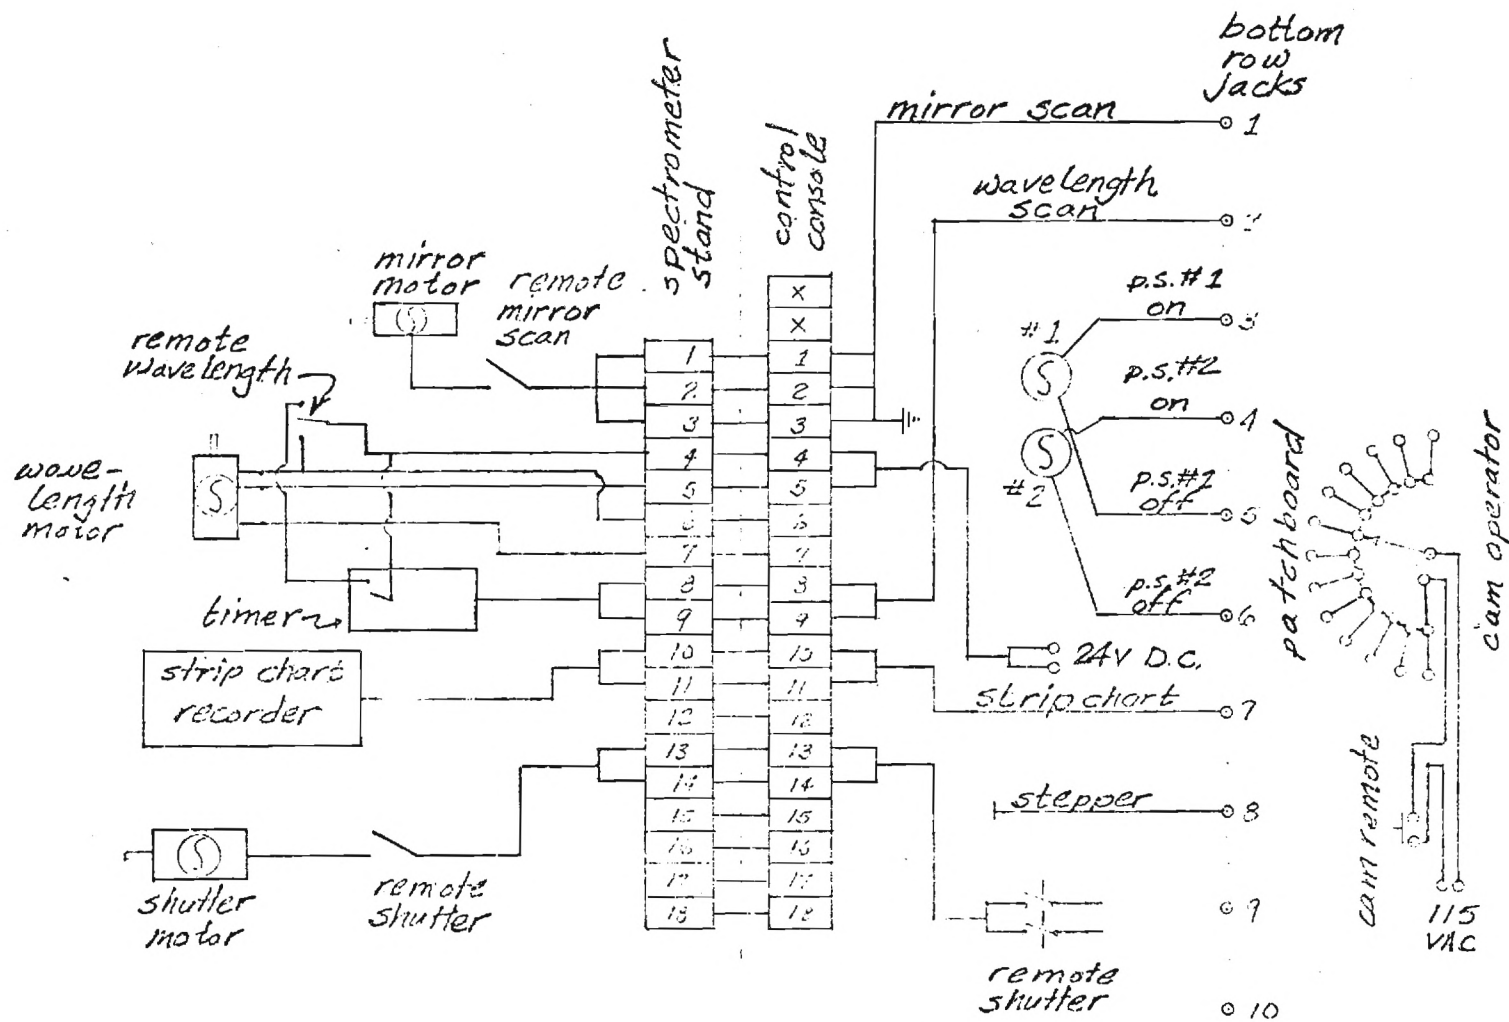 bottom
row
jacks
mirror scan
1
wavelength
scan
2
p.s.#1
on
3
p.s.#2
on
4
p.s.#1
off
5
p.s.#2
off
6
24V D.C.
strip chart
7
stepper
8
9
10
#1
S
S
#2
spectrometer
stand
control
console
mirror
motor
S
remote
mirror
scan
remote
wavelength
wave-
length
motor
S
timer
strip chart
recorder
shutter
motor
S
remote
shutter
X
X
1 1
2 2
3 3
4 4
5 5
6 6
7 7
8 8
9 9
10 10
11 11
12 12
13 13
14 14
15 15
16 16
17 17
18 18
remote
shutter
patchboard
cam operator
cam remote
115
VAC